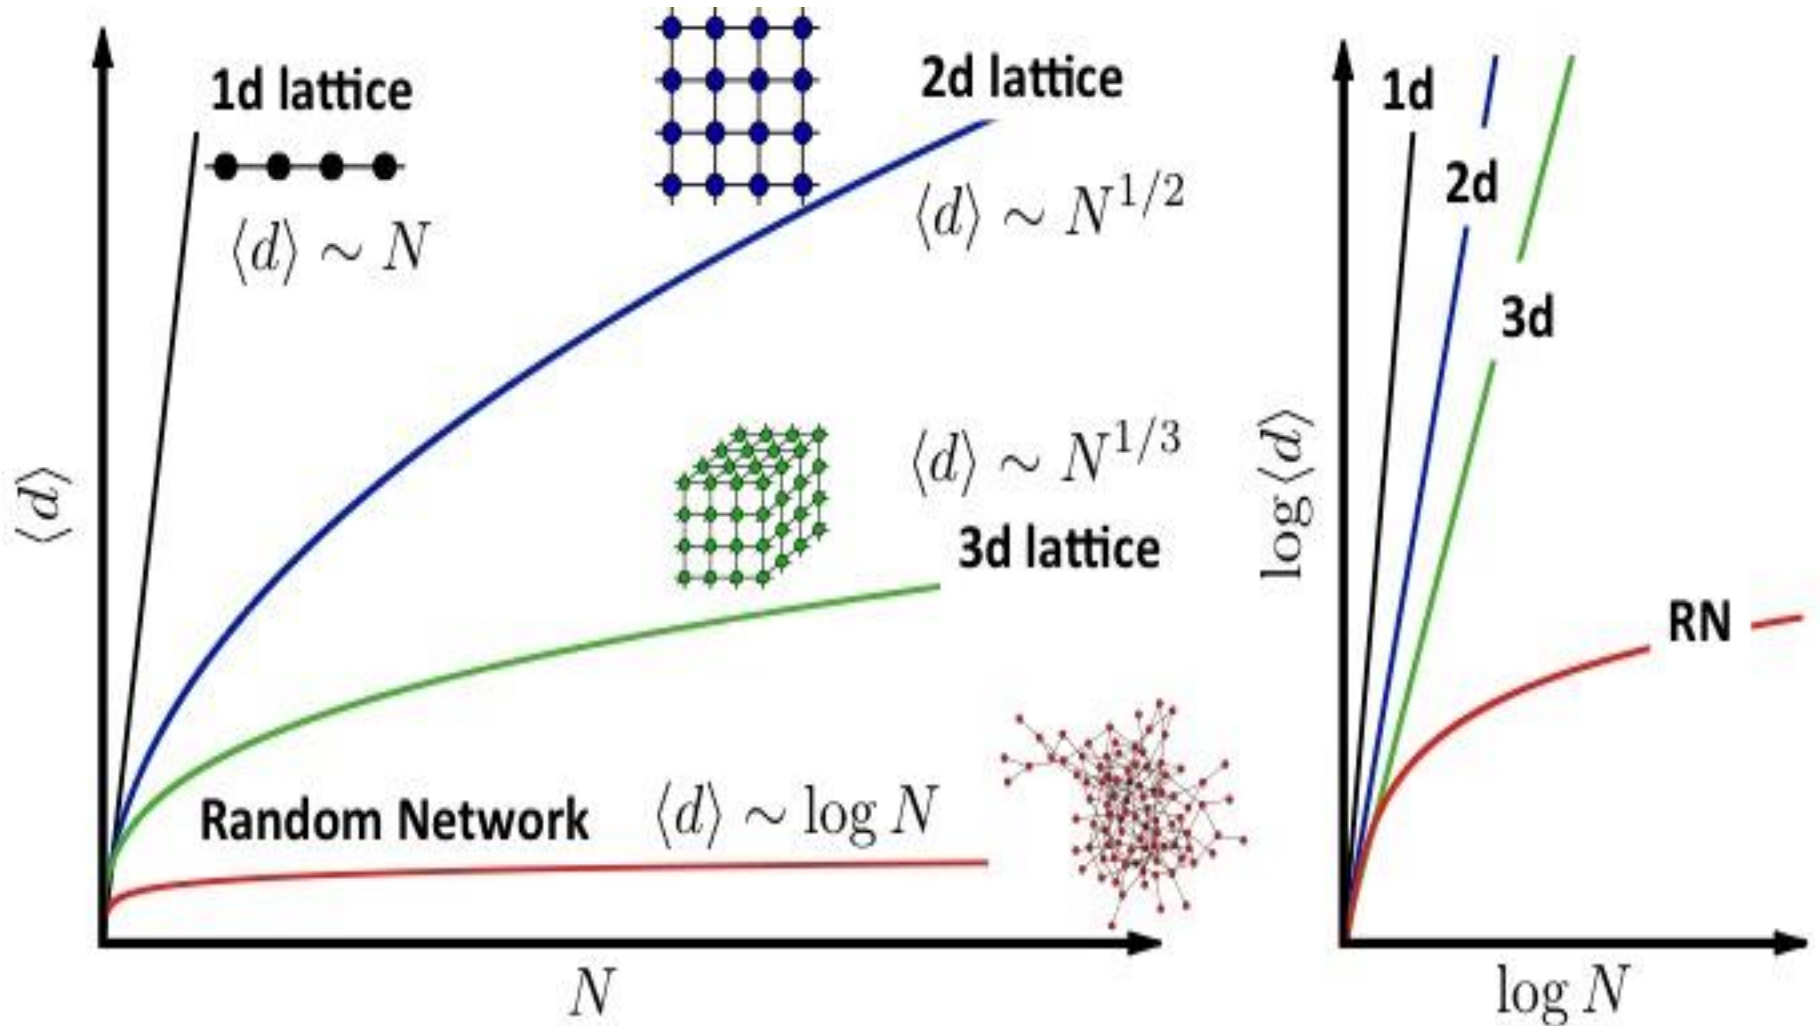 1d lattice
⟨d⟩ ∼ N
2d lattice
⟨d⟩ ∼ N^{1/2}
⟨d⟩ ∼ N^{1/3}
3d lattice
Random Network
⟨d⟩ ∼ log N
⟨d⟩
N
1d
2d
3d
RN
log⟨d⟩
log N